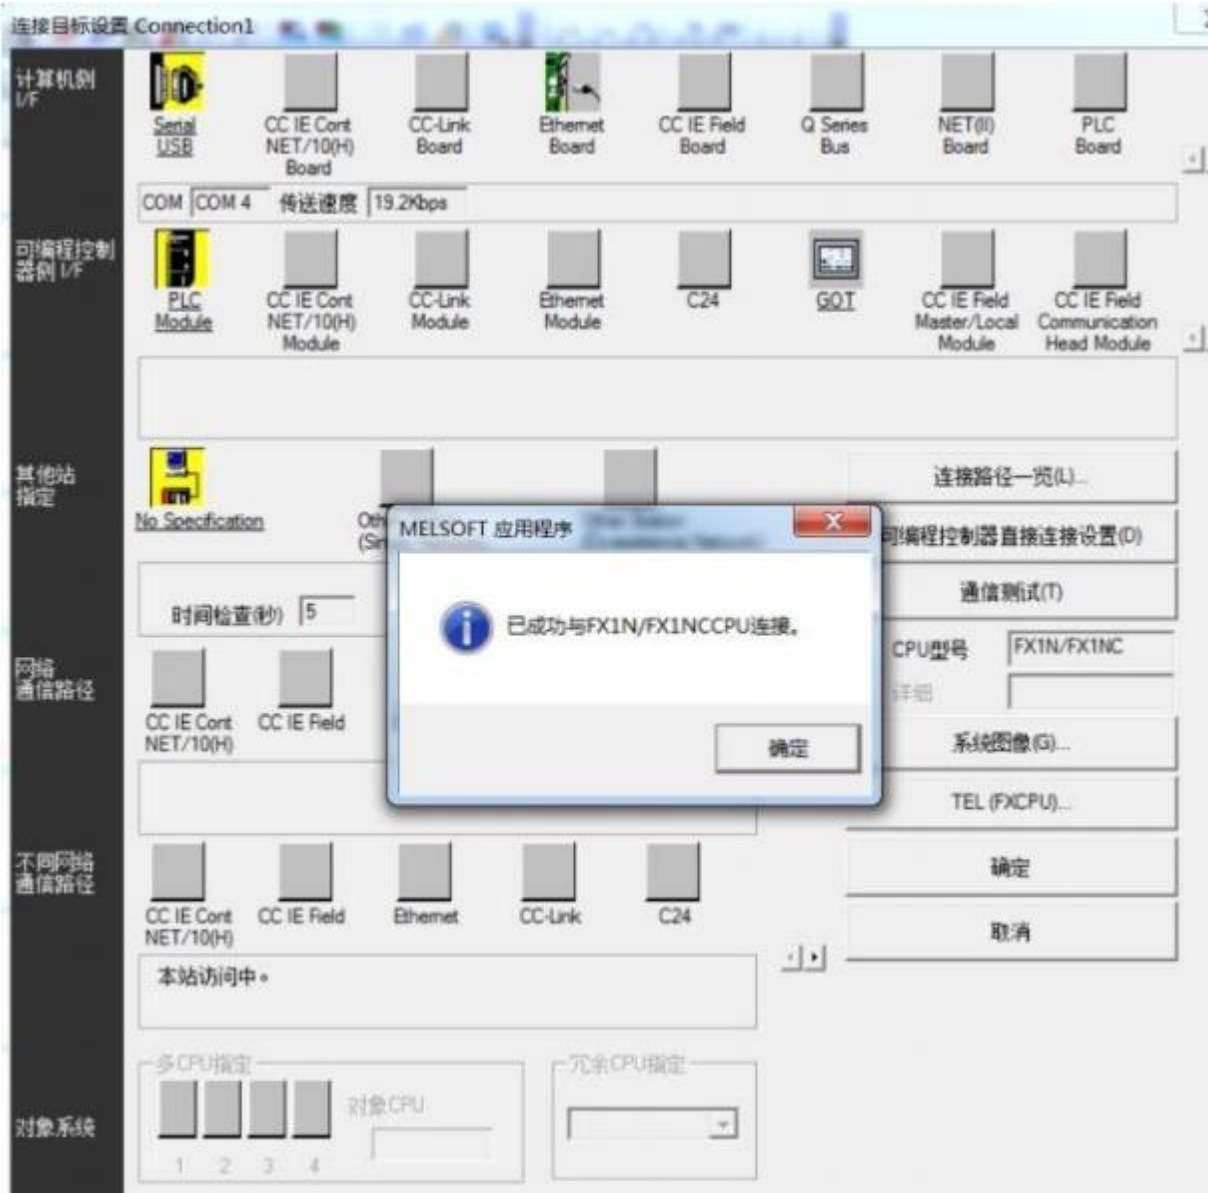 连接目标设置 Connection1
计算机侧
I/F
Serial
USB
CC IE Cont
NET/10(H)
Board
CC-Link
Board
Ethernet
Board
CC IE Field
Board
Q Series
Bus
NET(II)
Board
PLC
Board
COM COM 4 传送速度 19.2Kbps
可编程控制
器侧 I/F
PLC
Module
CC IE Cont
NET/10(H)
Module
CC-Link
Module
Ethernet
Module
C24
GOT
CC IE Field
Master/Local
Module
CC IE Field
Communication
Head Module
其他站
指定
No Specification
连接路径一览(L)...
可编程控制器直接连接设置(D)
通信测试(T)
MELSOFT 应用程序
已成功与FX1N/FX1NCCPU连接。
确定
时间检查(秒) 5
CPU型号 FX1N/FX1NC
详细
系统图像(G)...
TEL (FXCPU)...
确定
取消
网络
通信路径
CC IE Cont
NET/10(H)
CC IE Field
不同网络
通信路径
CC IE Cont
NET/10(H)
CC IE Field
Ethernet
CC-Link
C24
本站访问中。
对象系统
多CPU指定
1 2 3 4
对象CPU
冗余CPU指定